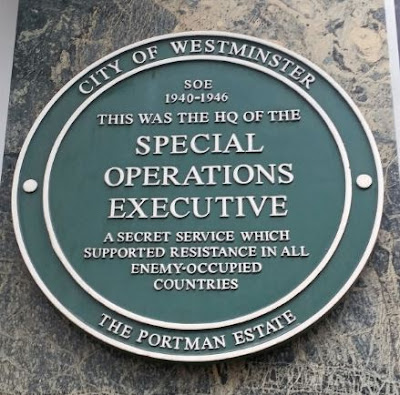 CITY OF WESTMINSTER
SOE
1940-1946
THIS WAS THE HQ OF THE
SPECIAL
OPERATIONS
EXECUTIVE
A SECRET SERVICE WHICH
SUPPORTED RESISTANCE IN ALL
ENEMY-OCCUPIED
COUNTRIES
THE PORTMAN ESTATE